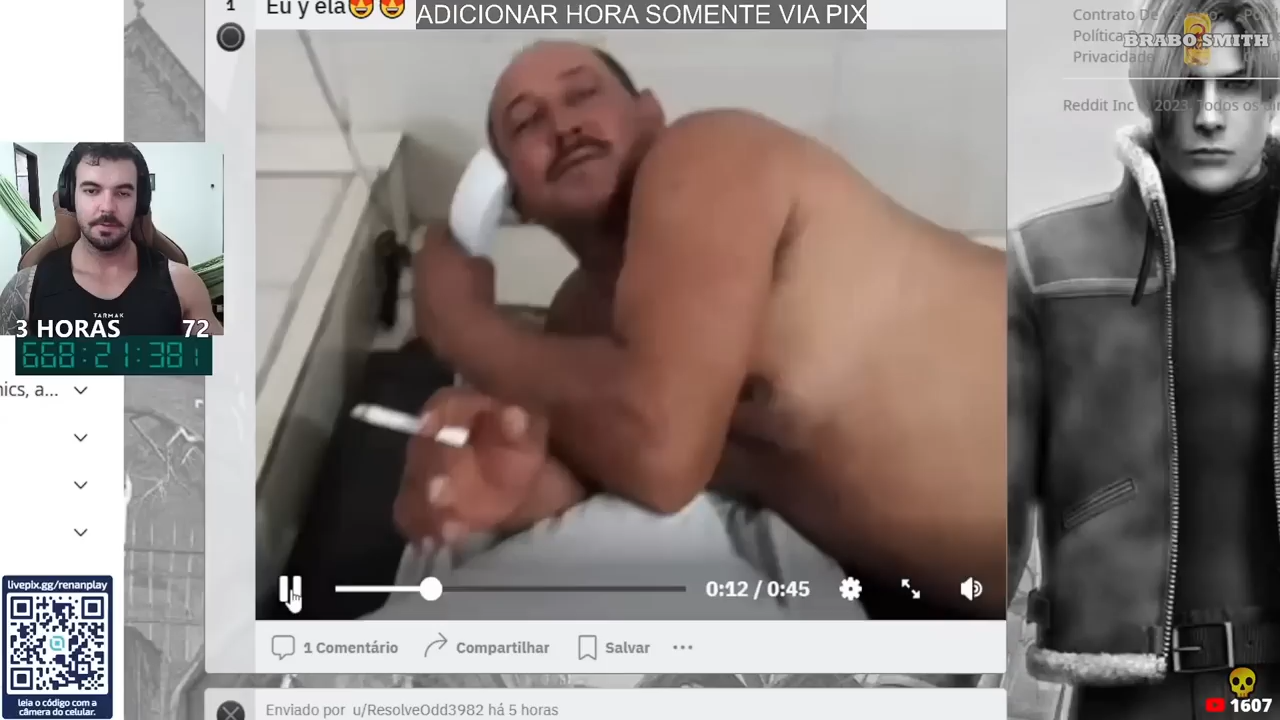 1
Eu y ela
ADICIONAR HORA SOMENTE VIA PIX
Contrato De
Política
Privacidade
BRABO SMITH
Reddit Inc © 2023. Todos os
TARMAK
3 HORAS 72
668:21:38
nics, a...
0:12 / 0:45
livepix.gg/renanplay
leia o código com a
câmera do celular.
1 Comentário Compartilhar Salvar
Enviado por u/ResolveOdd3982 há 5 horas
1607